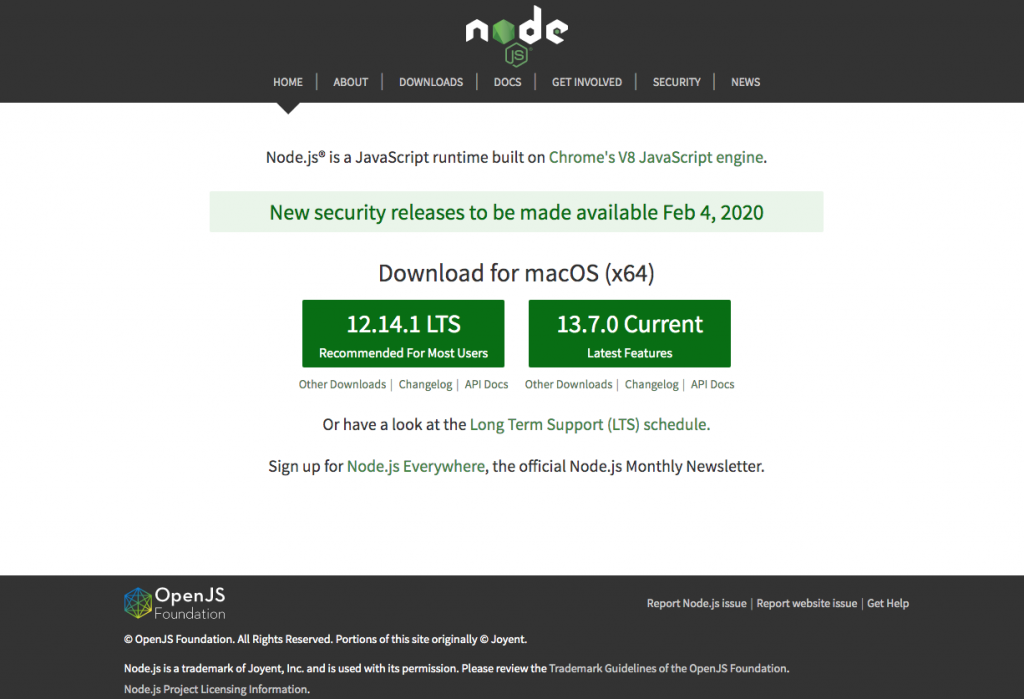 node
JS
HOME | ABOUT | DOWNLOADS | DOCS | GET INVOLVED | SECURITY | NEWS
Node.js® is a JavaScript runtime built on Chrome's V8 JavaScript engine.
New security releases to be made available Feb 4, 2020
Download for macOS (x64)
12.14.1 LTS
Recommended For Most Users
Other Downloads | Changelog | API Docs
13.7.0 Current
Latest Features
Other Downloads | Changelog | API Docs
Or have a look at the Long Term Support (LTS) schedule.
Sign up for Node.js Everywhere, the official Node.js Monthly Newsletter.
OpenJS
Foundation
Report Node.js issue | Report website issue | Get Help
© OpenJS Foundation. All Rights Reserved. Portions of this site originally © Joyent.
Node.js is a trademark of Joyent, Inc. and is used with its permission. Please review the Trademark Guidelines of the OpenJS Foundation.
Node.js Project Licensing Information.